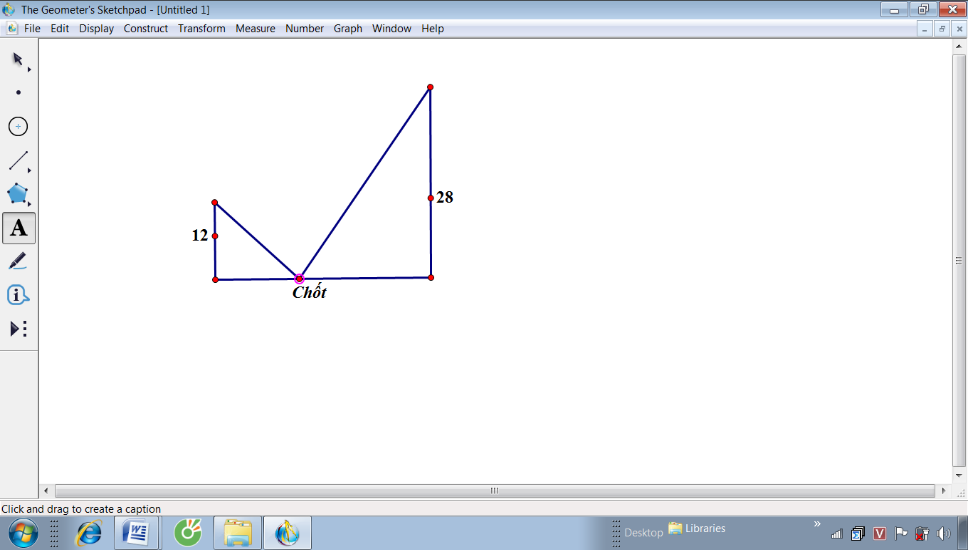 The Geometer's Sketchpad - [Untitled 1]
File Edit Display Construct Transform Measure Number Graph Window Help
A
28
12
Chốt
Click and drag to create a caption
Desktop Libraries »
V